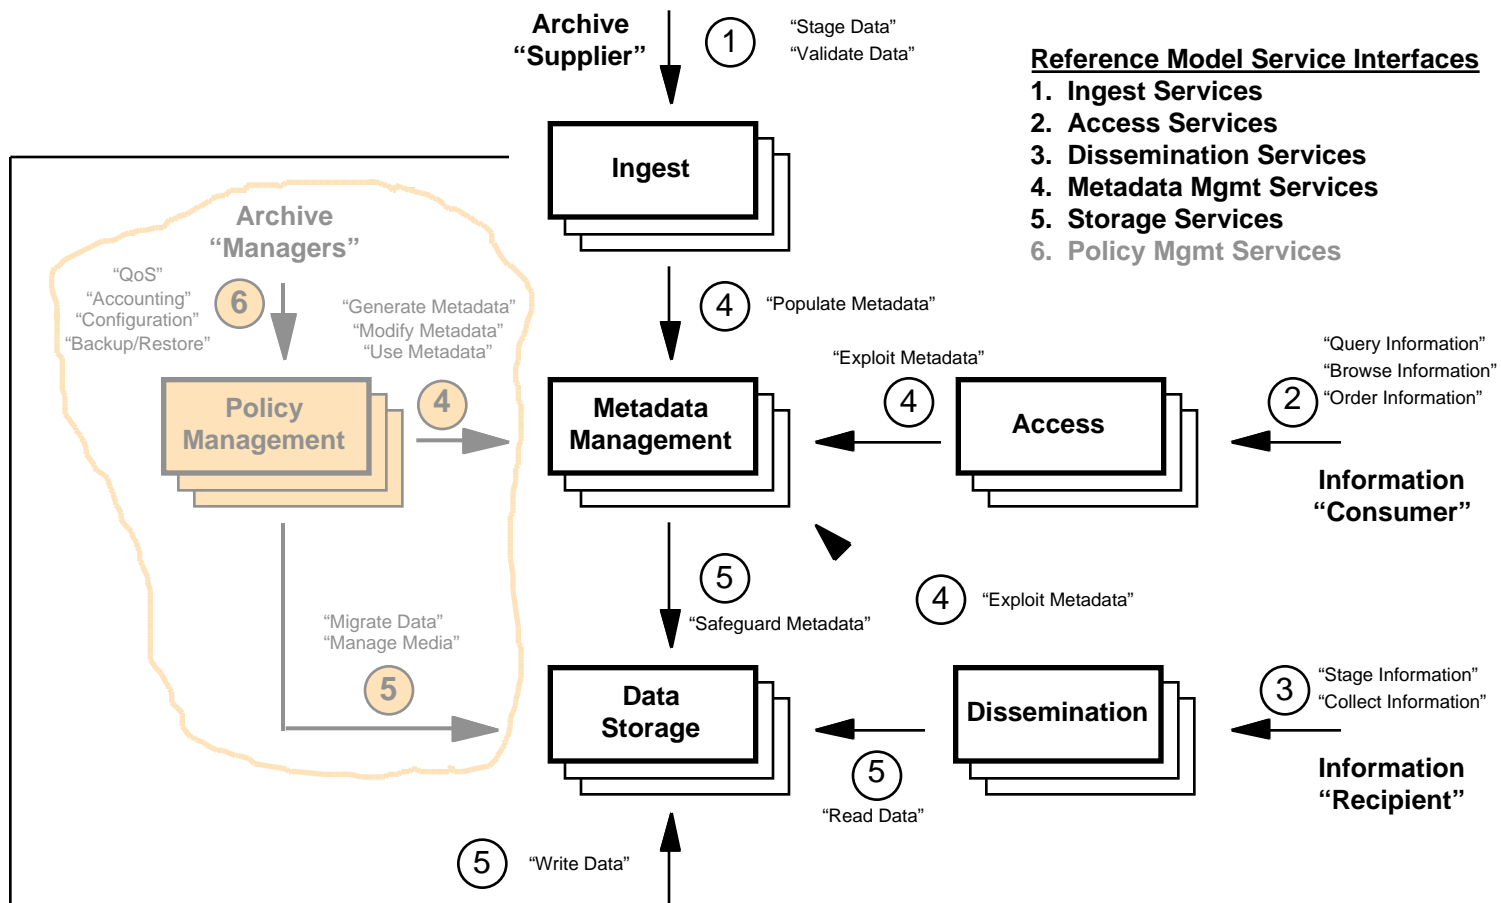 Archive
“Supplier”
1
“Stage Data”
“Validate Data”
Reference Model Service Interfaces
1. Ingest Services
2. Access Services
3. Dissemination Services
4. Metadata Mgmt Services
5. Storage Services
6. Policy Mgmt Services
Ingest
Archive
“Managers”
“QoS”
“Accounting”
“Configuration”
“Backup/Restore”
6
“Generate Metadata”
“Modify Metadata”
“Use Metadata”
4
“Populate Metadata”
Policy
Management
4
Metadata
Management
“Exploit Metadata”
4
Access
“Query Information”
“Browse Information”
“Order Information”
2
Information
“Consumer”
5
“Safeguard Metadata”
4
“Exploit Metadata”
“Migrate Data”
“Manage Media”
5
Data
Storage
Dissemination
3
“Stage Information”
“Collect Information”
5
“Read Data”
Information
“Recipient”
5
“Write Data”